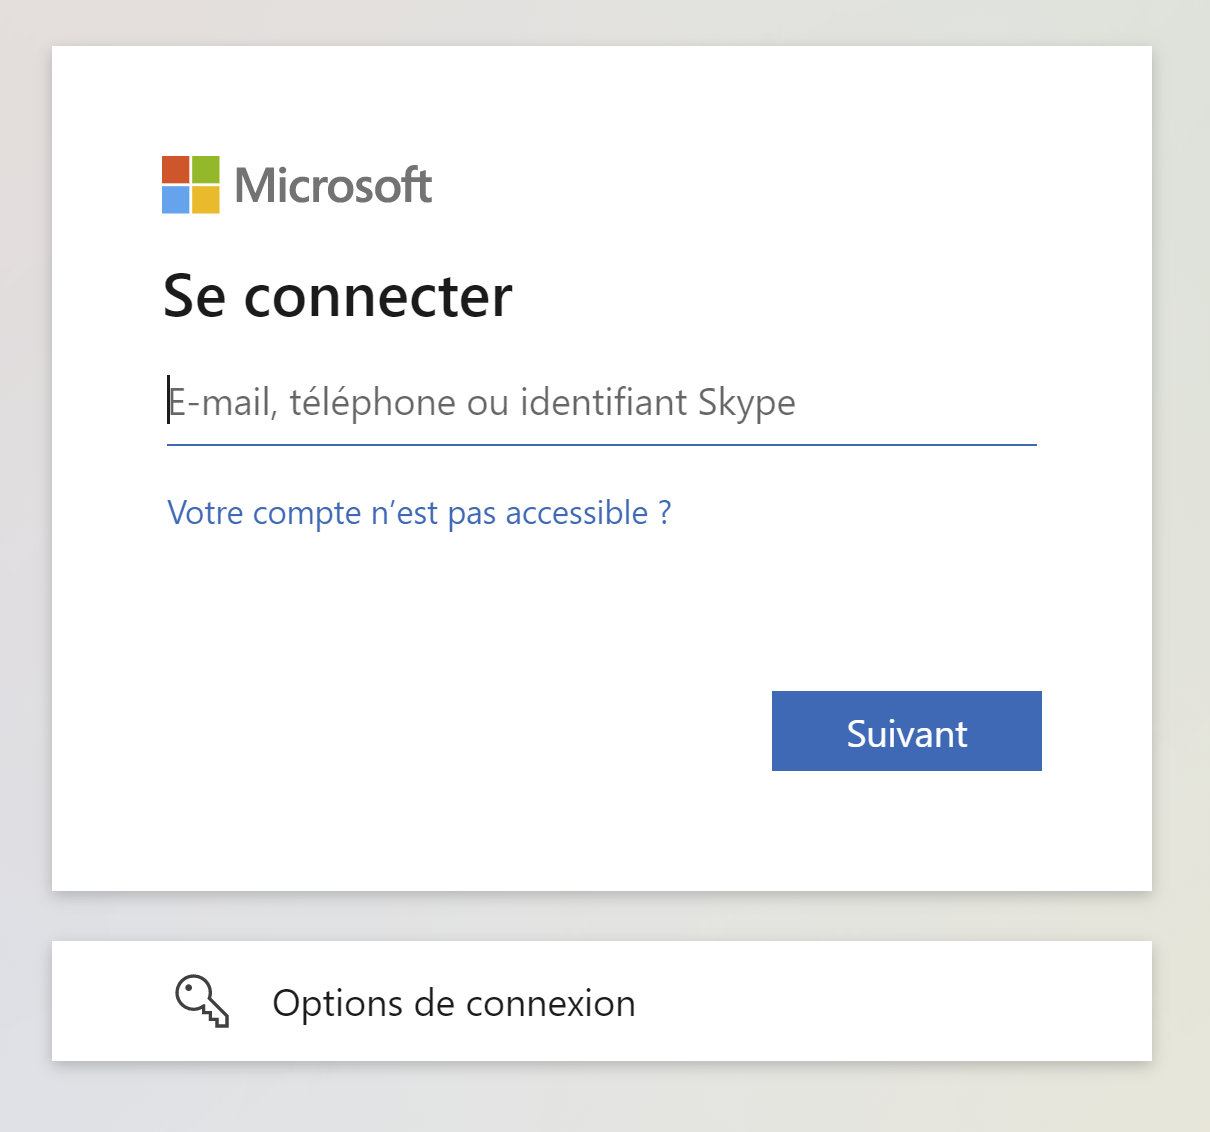 Microsoft
Se connecter
E-mail, téléphone ou identifiant Skype
Votre compte n’est pas accessible ?
Suivant
Options de connexion